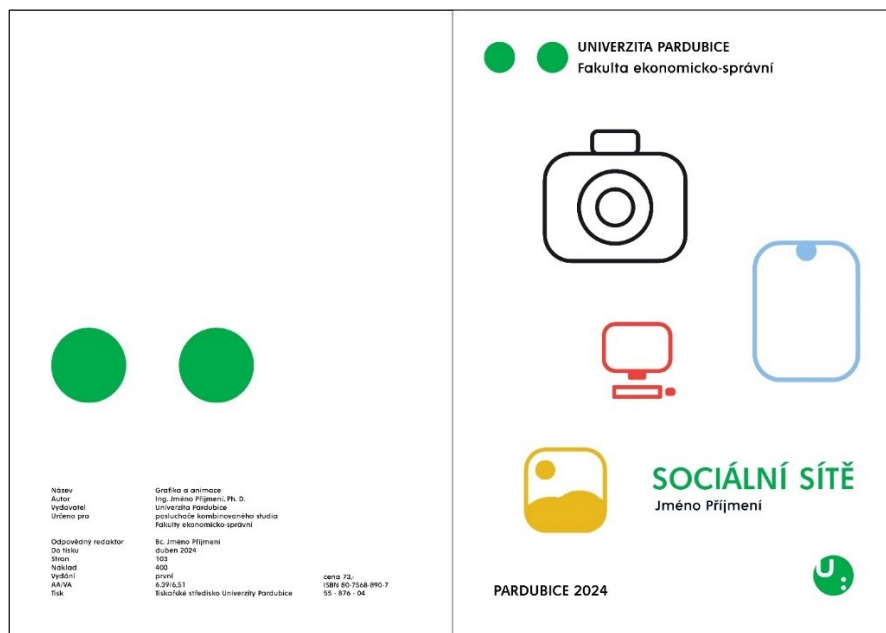 Název Grafika a animace
Autor Ing. Jméno Příjmení, Ph. D.
Vydavatel Univerzita Pardubice
Určeno pro posluchače kombinovaného studia
Fakulty ekonomicko-správní
Odpovědný redaktor Bc. Jméno Příjmení
Do tisku duben 2024
Stran 103
Náklad 400
Vydání první cena 73,-
AA/VA 6,39/6,51 ISBN 80-7568-890-7
Tisk Tiskařské středisko Univerzity Pardubice 55 - 876 - 04
UNIVERZITA PARDUBICE
Fakulta ekonomicko-správní
SOCIÁLNÍ SÍTĚ
Jméno Příjmení
PARDUBICE 2024
U: